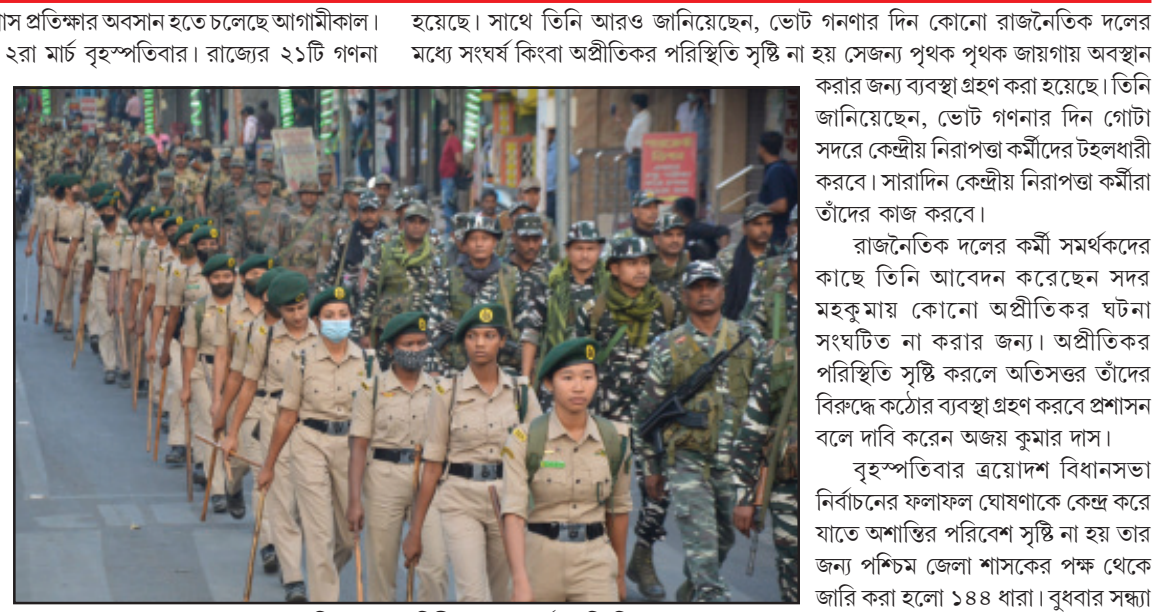 স প্রতিক্ষার অবসান হতে চলেছে আগামীকাল।
২রা মার্চ বৃহস্পতিবার। রাজ্যের ২১টি গণনা
হয়েছে। সাথে তিনি আরও জানিয়েছেন, ভোট গনণার দিন কোনো রাজনৈতিক দলের
মধ্যে সংঘর্ষ কিংবা অপ্রীতিকর পরিস্থিতি সৃষ্টি না হয় সেজন্য পৃথক পৃথক জায়গায় অবস্থান
করার জন্য ব্যবস্থা গ্রহণ করা হয়েছে। তিনি
জানিয়েছেন, ভোট গণনার দিন গোটা
সদরে কেন্দ্রীয় নিরাপত্তা কর্মীদের টহলধারী
করবে। সারাদিন কেন্দ্রীয় নিরাপত্তা কর্মীরা
তাঁদের কাজ করবে।
রাজনৈতিক দলের কর্মী সমর্থকদের
কাছে তিনি আবেদন করেছেন সদর
মহকুমায় কোনো অপ্রীতিকর ঘটনা
সংঘটিত না করার জন্য। অপ্রীতিকর
পরিস্থিতি সৃষ্টি করলে অতিসত্তর তাঁদের
বিরুদ্ধে কঠোর ব্যবস্থা গ্রহণ করবে প্রশাসন
বলে দাবি করেন অজয় কুমার দাস।
বৃহস্পতিবার ত্রয়োদশ বিধানসভা
নির্বাচনের ফলাফল ঘোষণাকে কেন্দ্র করে
যাতে অশান্তির পরিবেশ সৃষ্টি না হয় তার
জন্য পশ্চিম জেলা শাসকের পক্ষ থেকে
জারি করা হলো ১৪৪ ধারা। বুধবার সন্ধ্যা